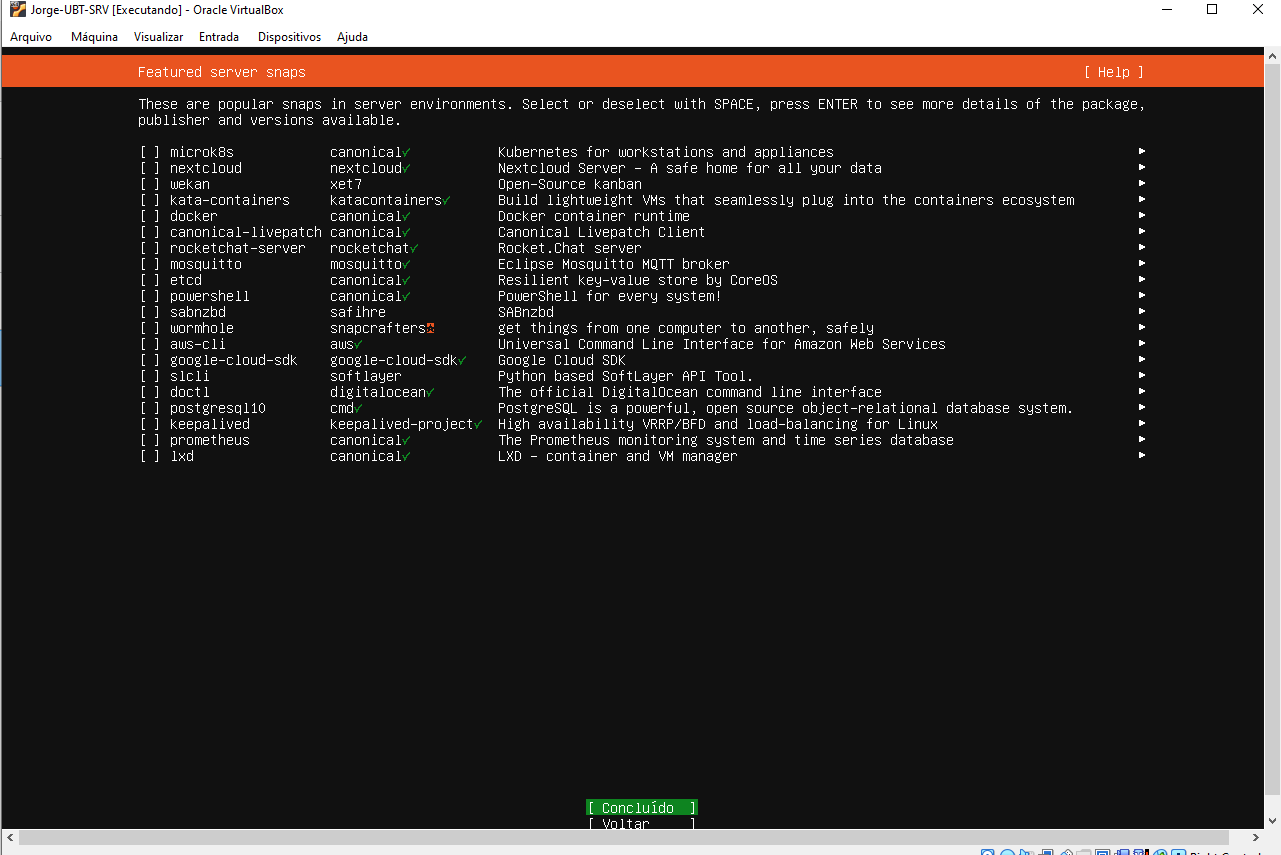 Jorge-UBT-SRV [Executando] - Oracle VirtualBox
Arquivo Máquina Visualizar Entrada Dispositivos Ajuda
Featured server snaps [ Help ]
These are popular snaps in server environments. Select or deselect with SPACE, press ENTER to see more details of the package,
publisher and versions available.
[ ] microk8s canonical✓ Kubernetes for workstations and appliances ▸
[ ] nextcloud nextcloud✓ Nextcloud Server - A safe home for all your data ▸
[ ] wekan xet7 Open-Source kanban ▸
[ ] kata-containers katacontainers✓ Build lightweight VMs that seamlessly plug into the containers ecosystem ▸
[ ] docker canonical✓ Docker container runtime ▸
[ ] canonical-livepatch canonical✓ Canonical Livepatch Client ▸
[ ] rocketchat-server rocketchat✓ Rocket.Chat server ▸
[ ] mosquitto mosquitto✓ Eclipse Mosquitto MQTT broker ▸
[ ] etcd canonical✓ Resilient key-value store by CoreOS ▸
[ ] powershell canonical✓ PowerShell for every system! ▸
[ ] sabnzbd safihre SABnzbd ▸
[ ] wormhole snapcrafters get things from one computer to another, safely ▸
[ ] aws-cli aws✓ Universal Command Line Interface for Amazon Web Services ▸
[ ] google-cloud-sdk google-cloud-sdk✓ Google Cloud SDK ▸
[ ] slcli softlayer Python based SoftLayer API Tool. ▸
[ ] doctl digitalocean✓ The official DigitalOcean command line interface ▸
[ ] postgresql10 cmd✓ PostgreSQL is a powerful, open source object-relational database system. ▸
[ ] keepalived keepalived-project✓ High availability VRRP/BFD and load-balancing for Linux ▸
[ ] prometheus canonical✓ The Prometheus monitoring system and time series database ▸
[ ] lxd canonical✓ LXD - container and VM manager ▸
[ Concluído ]
[ Voltar ]